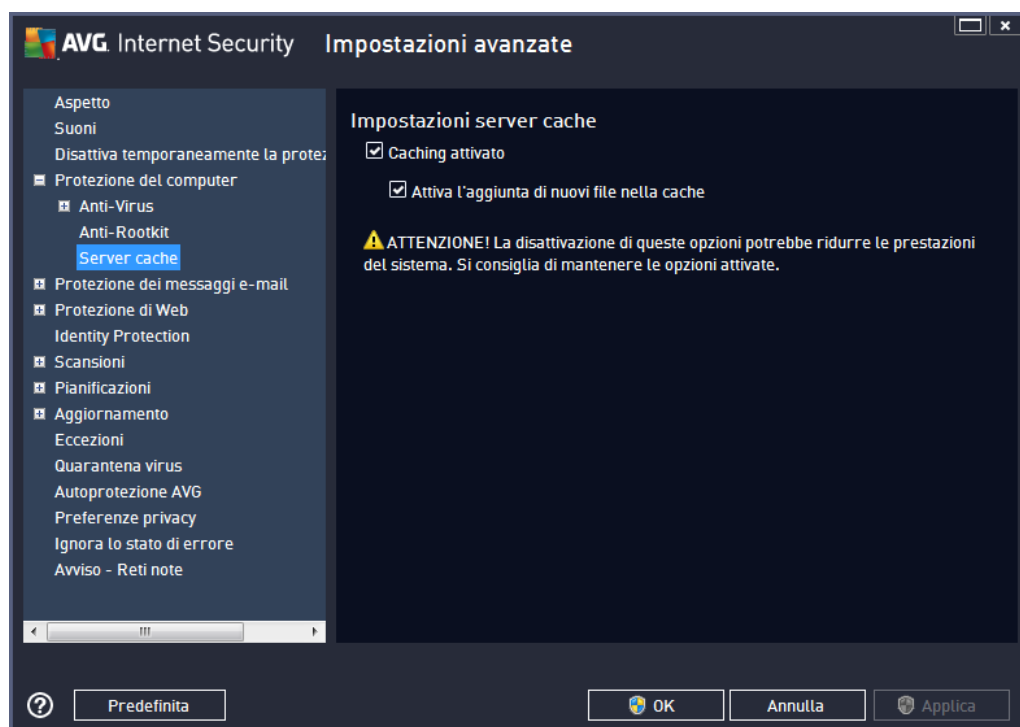 AVG. Internet Security Impostazioni avanzate
Aspetto
Suoni
Disattiva temporaneamente la protez
Protezione del computer
Anti-Virus
Anti-Rootkit
Server cache
Protezione dei messaggi e-mail
Protezione di Web
Identity Protection
Scansioni
Pianificazioni
Aggiornamento
Eccezioni
Quarantena virus
Autoprotezione AVG
Preferenze privacy
Ignora lo stato di errore
Avviso - Reti note
Impostazioni server cache
Caching attivato
Attiva l'aggiunta di nuovi file nella cache
ATTENZIONE! La disattivazione di queste opzioni potrebbe ridurre le prestazioni
del sistema. Si consiglia di mantenere le opzioni attivate.
Predefinita
OK
Annulla
Applica